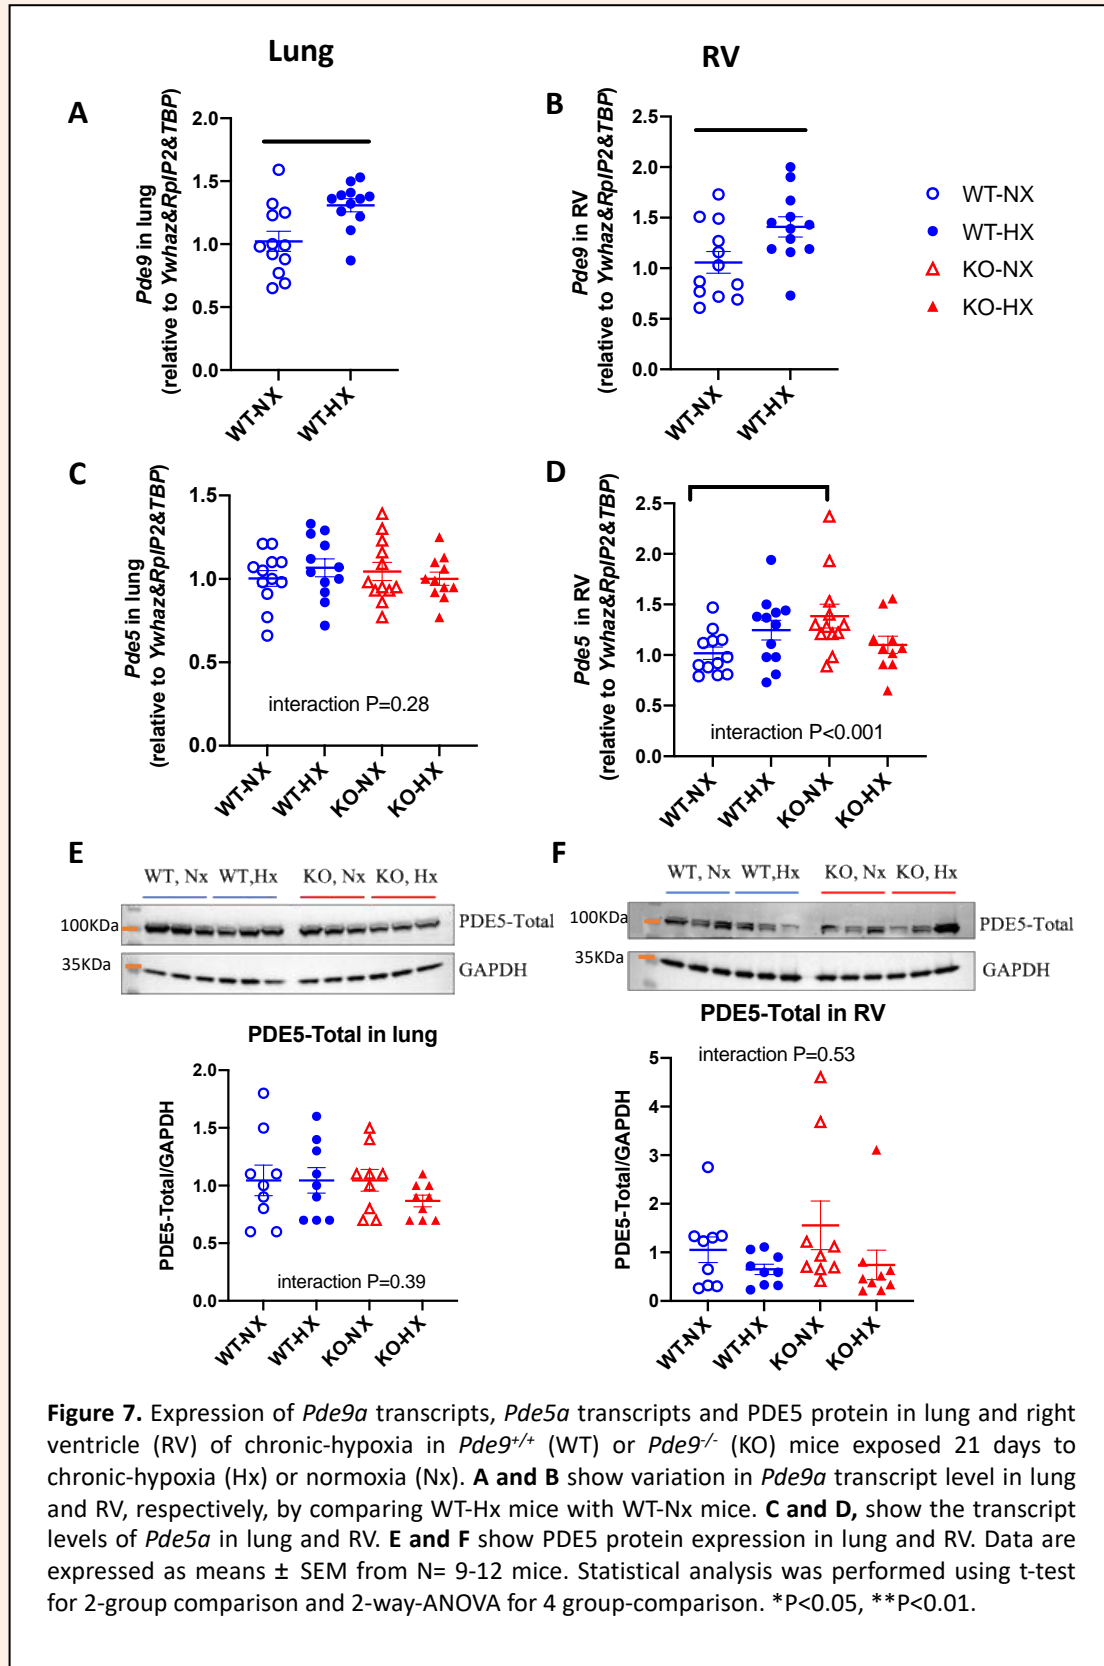 Lung
RV
A
Pde9 in lung
(relative to Ywhaz&RplP2&TBP)
2.0
1.5
1.0
0.5
0.0
WT-NX
WT-HX
B
Pde9 in RV
(relative to Ywhaz&RplP2&TBP)
2.5
2.0
1.5
1.0
0.5
0.0
WT-NX
WT-HX
WT-NX
WT-HX
KO-NX
KO-HX
C
Pde5 in lung
(relative to Ywhaz&RplP2&TBP)
1.5
1.0
0.5
0.0
interaction P=0.28
WT-NX
WT-HX
KO-NX
KO-HX
D
Pde5 in RV
(relative to Ywhaz&RplP2&TBP)
2.5
2.0
1.5
1.0
0.5
0.0
interaction P<0.001
WT-NX
WT-HX
KO-NX
KO-HX
E
WT, Nx WT,Hx KO, Nx KO, Hx
100KDa
PDE5-Total
35KDa
GAPDH
PDE5-Total in lung
PDE5-Total/GAPDH
2.0
1.5
1.0
0.5
0.0
interaction P=0.39
WT-NX
WT-HX
KO-NX
KO-HX
F
WT, Nx WT,Hx KO, Nx KO, Hx
100KDa
PDE5-Total
35KDa
GAPDH
PDE5-Total in RV
interaction P=0.53
PDE5-Total/GAPDH
5
4
3
2
1
0
WT-NX
WT-HX
KO-NX
KO-HX
Figure 7. Expression of Pde9a transcripts, Pde5a transcripts and PDE5 protein in lung and right
ventricle (RV) of chronic-hypoxia in Pde9+/+ (WT) or Pde9-/- (KO) mice exposed 21 days to
chronic-hypoxia (Hx) or normoxia (Nx). A and B show variation in Pde9a transcript level in lung
and RV, respectively, by comparing WT-Hx mice with WT-Nx mice. C and D, show the transcript
levels of Pde5a in lung and RV. E and F show PDE5 protein expression in lung and RV. Data are
expressed as means ± SEM from N= 9-12 mice. Statistical analysis was performed using t-test
for 2-group comparison and 2-way-ANOVA for 4 group-comparison. *P<0.05, **P<0.01.